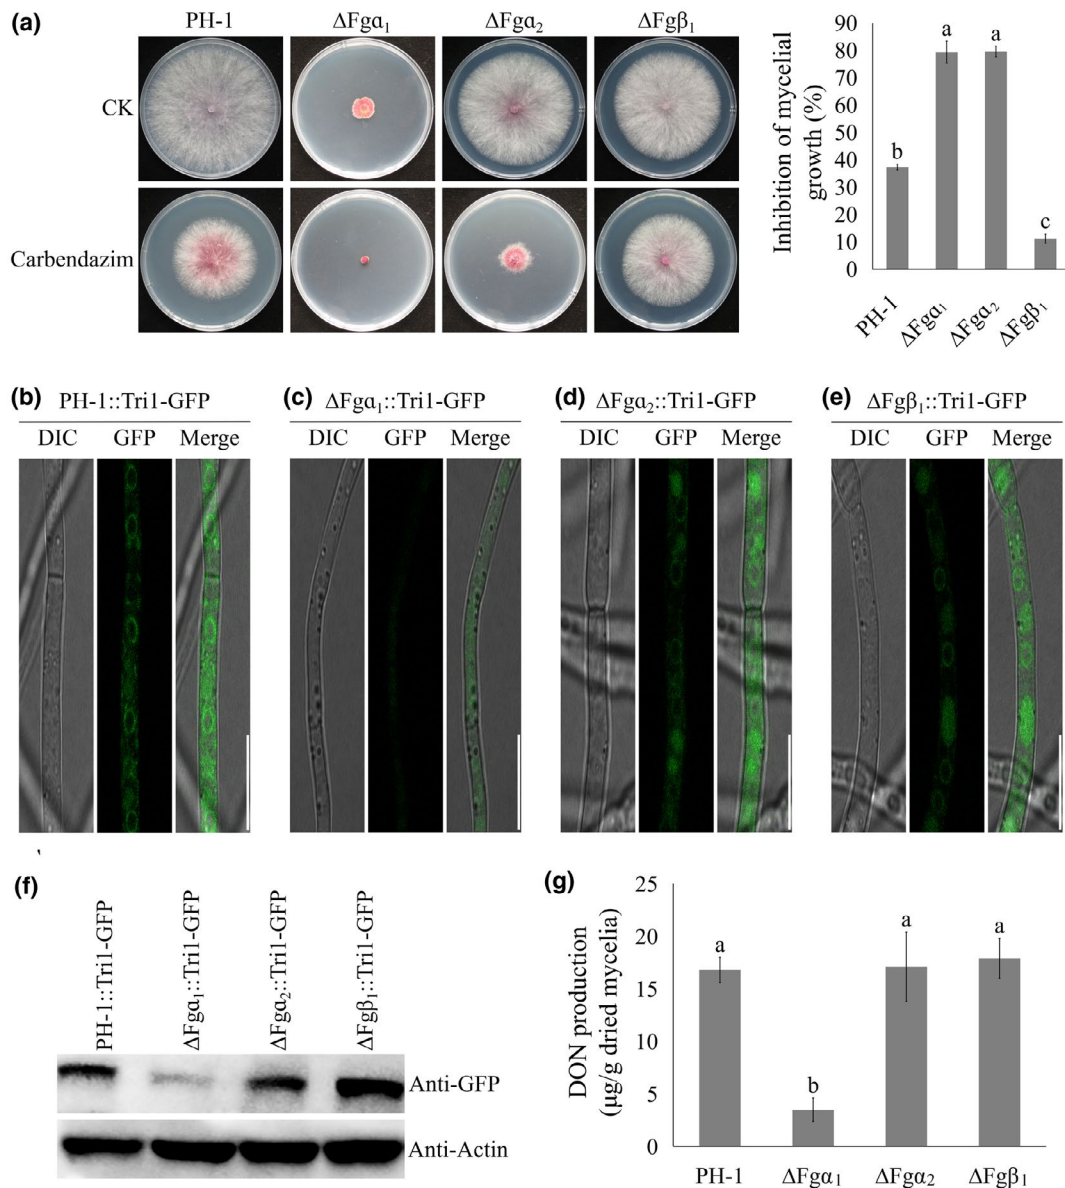 (a)
PH-1 ΔFgα₁ ΔFgα₂ ΔFgβ₁
CK
Carbendazim
Inhibition of mycelial
growth (%)
90
80
70
60
50
40
30
20
10
0
b a a c
PH-1 ΔFgα₁ ΔFgα₂ ΔFgβ₁
(b) PH-1::Tri1-GFP
DIC GFP Merge
(c) ΔFgα₁::Tri1-GFP
DIC GFP Merge
(d) ΔFgα₂::Tri1-GFP
DIC GFP Merge
(e) ΔFgβ₁::Tri1-GFP
DIC GFP Merge
(f)
PH-1::Tri1-GFP
ΔFgα₁::Tri1-GFP
ΔFgα₂::Tri1-GFP
ΔFgβ₁::Tri1-GFP
Anti-GFP
Anti-Actin
(g)
DON production
(μg/g dried mycelia)
25
20
15
10
5
0
a b a a
PH-1 ΔFgα₁ ΔFgα₂ ΔFgβ₁